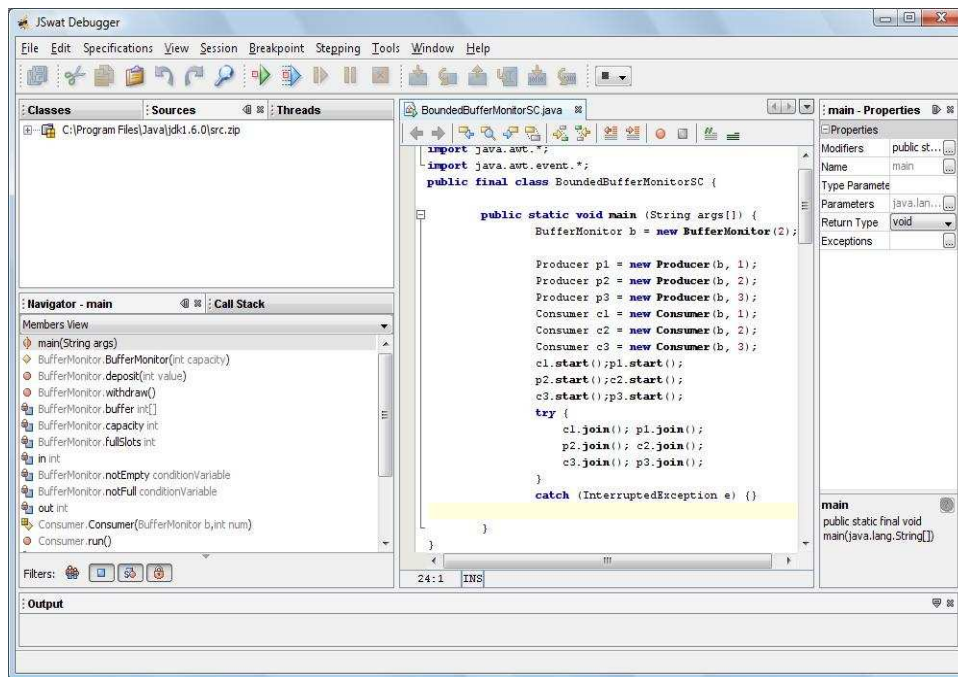 JSwat Debugger
File Edit Specifications View Session Breakpoint Stepping Tools Window Help
Classes Sources Threads
C:\Program Files\Java\jdk1.6.0\src.zip
Navigator - main Call Stack
Members View
main(String args)
BufferMonitor.BufferMonitor(int capacity)
BufferMonitor.deposit(int value)
BufferMonitor.withdraw()
BufferMonitor.buffer int[]
BufferMonitor.capacity int
BufferMonitor.fullSlots int
in int
BufferMonitor.notEmpty conditionVariable
BufferMonitor.notFull conditionVariable
out int
Consumer.Consumer(BufferMonitor b,int num)
Consumer.run()
Filters:
BoundedBufferMonitorSC.java
import java.awt.*;
import java.awt.event.*;
public final class BoundedBufferMonitorSC {
public static void main (String args[]) {
BufferMonitor b = new BufferMonitor(2);
Producer p1 = new Producer(b, 1);
Producer p2 = new Producer(b, 2);
Producer p3 = new Producer(b, 3);
Consumer c1 = new Consumer(b, 1);
Consumer c2 = new Consumer(b, 2);
Consumer c3 = new Consumer(b, 3);
c1.start();p1.start();
p2.start();c2.start();
c3.start();p3.start();
try {
c1.join(); p1.join();
p2.join(); c2.join();
c3.join(); p3.join();
}
catch (InterruptedException e) {}
}
}
24:1 INS
main - Properties
Properties
Modifiers public st... ...
Name main ...
Type Paramete
Parameters java.lan... ...
Return Type void
Exceptions ...
main
public static final void
main(java.lang.String[])
Output